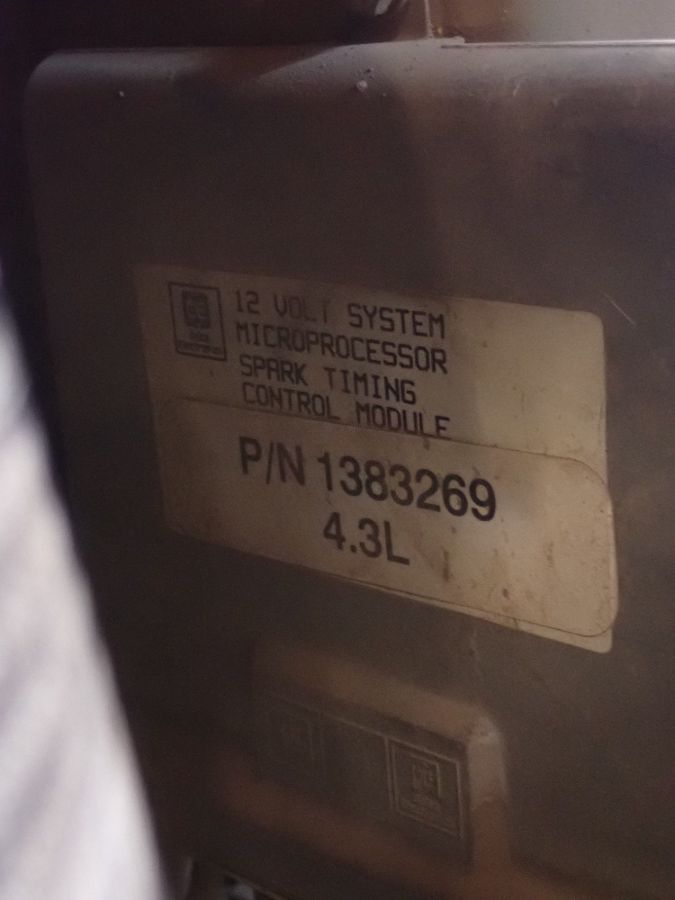 12 VOLT SYSTEM
MICROPROCESSOR
SPARK TIMING
CONTROL MODULE
P/N 1383269
4.3L